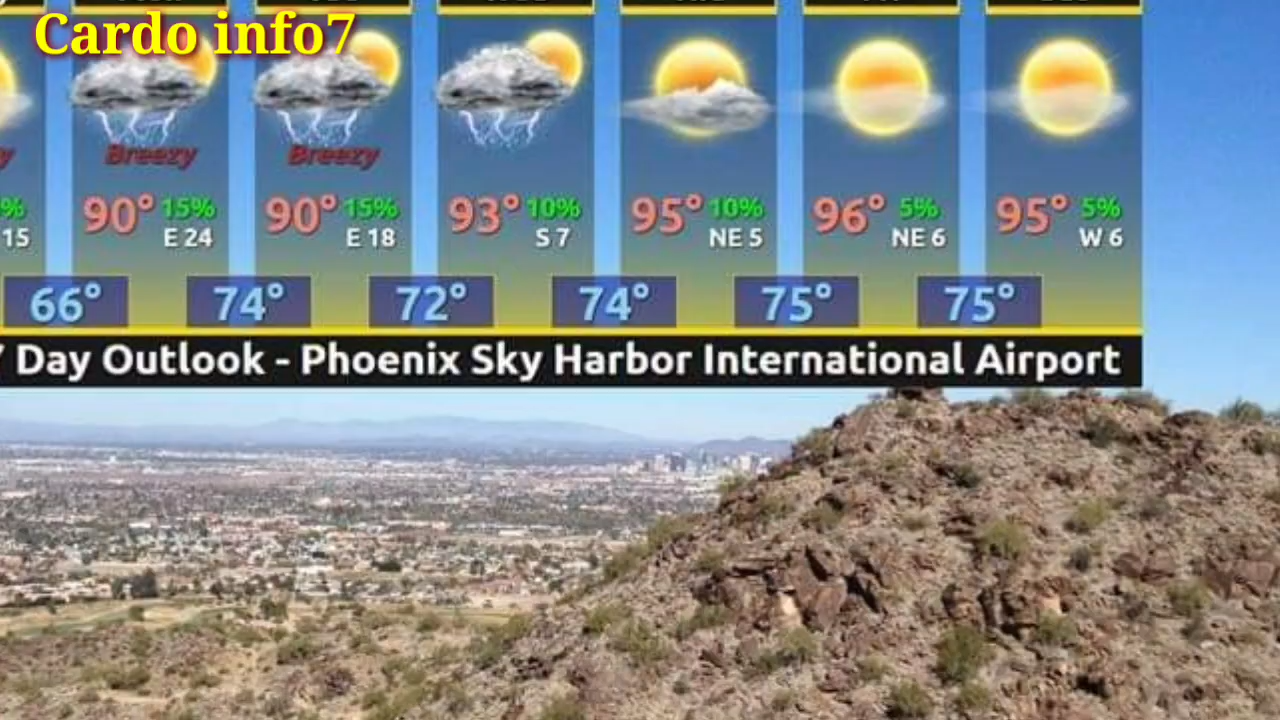 Cardo info7
Breezy Breezy
% 90° 15% 90° 15% 93° 10% 95° 10% 96° 5% 95° 5%
15 E 24 E 18 S 7 NE 5 NE 6 W 6
66° 74° 72° 74° 75° 75°
Day Outlook - Phoenix Sky Harbor International Airport